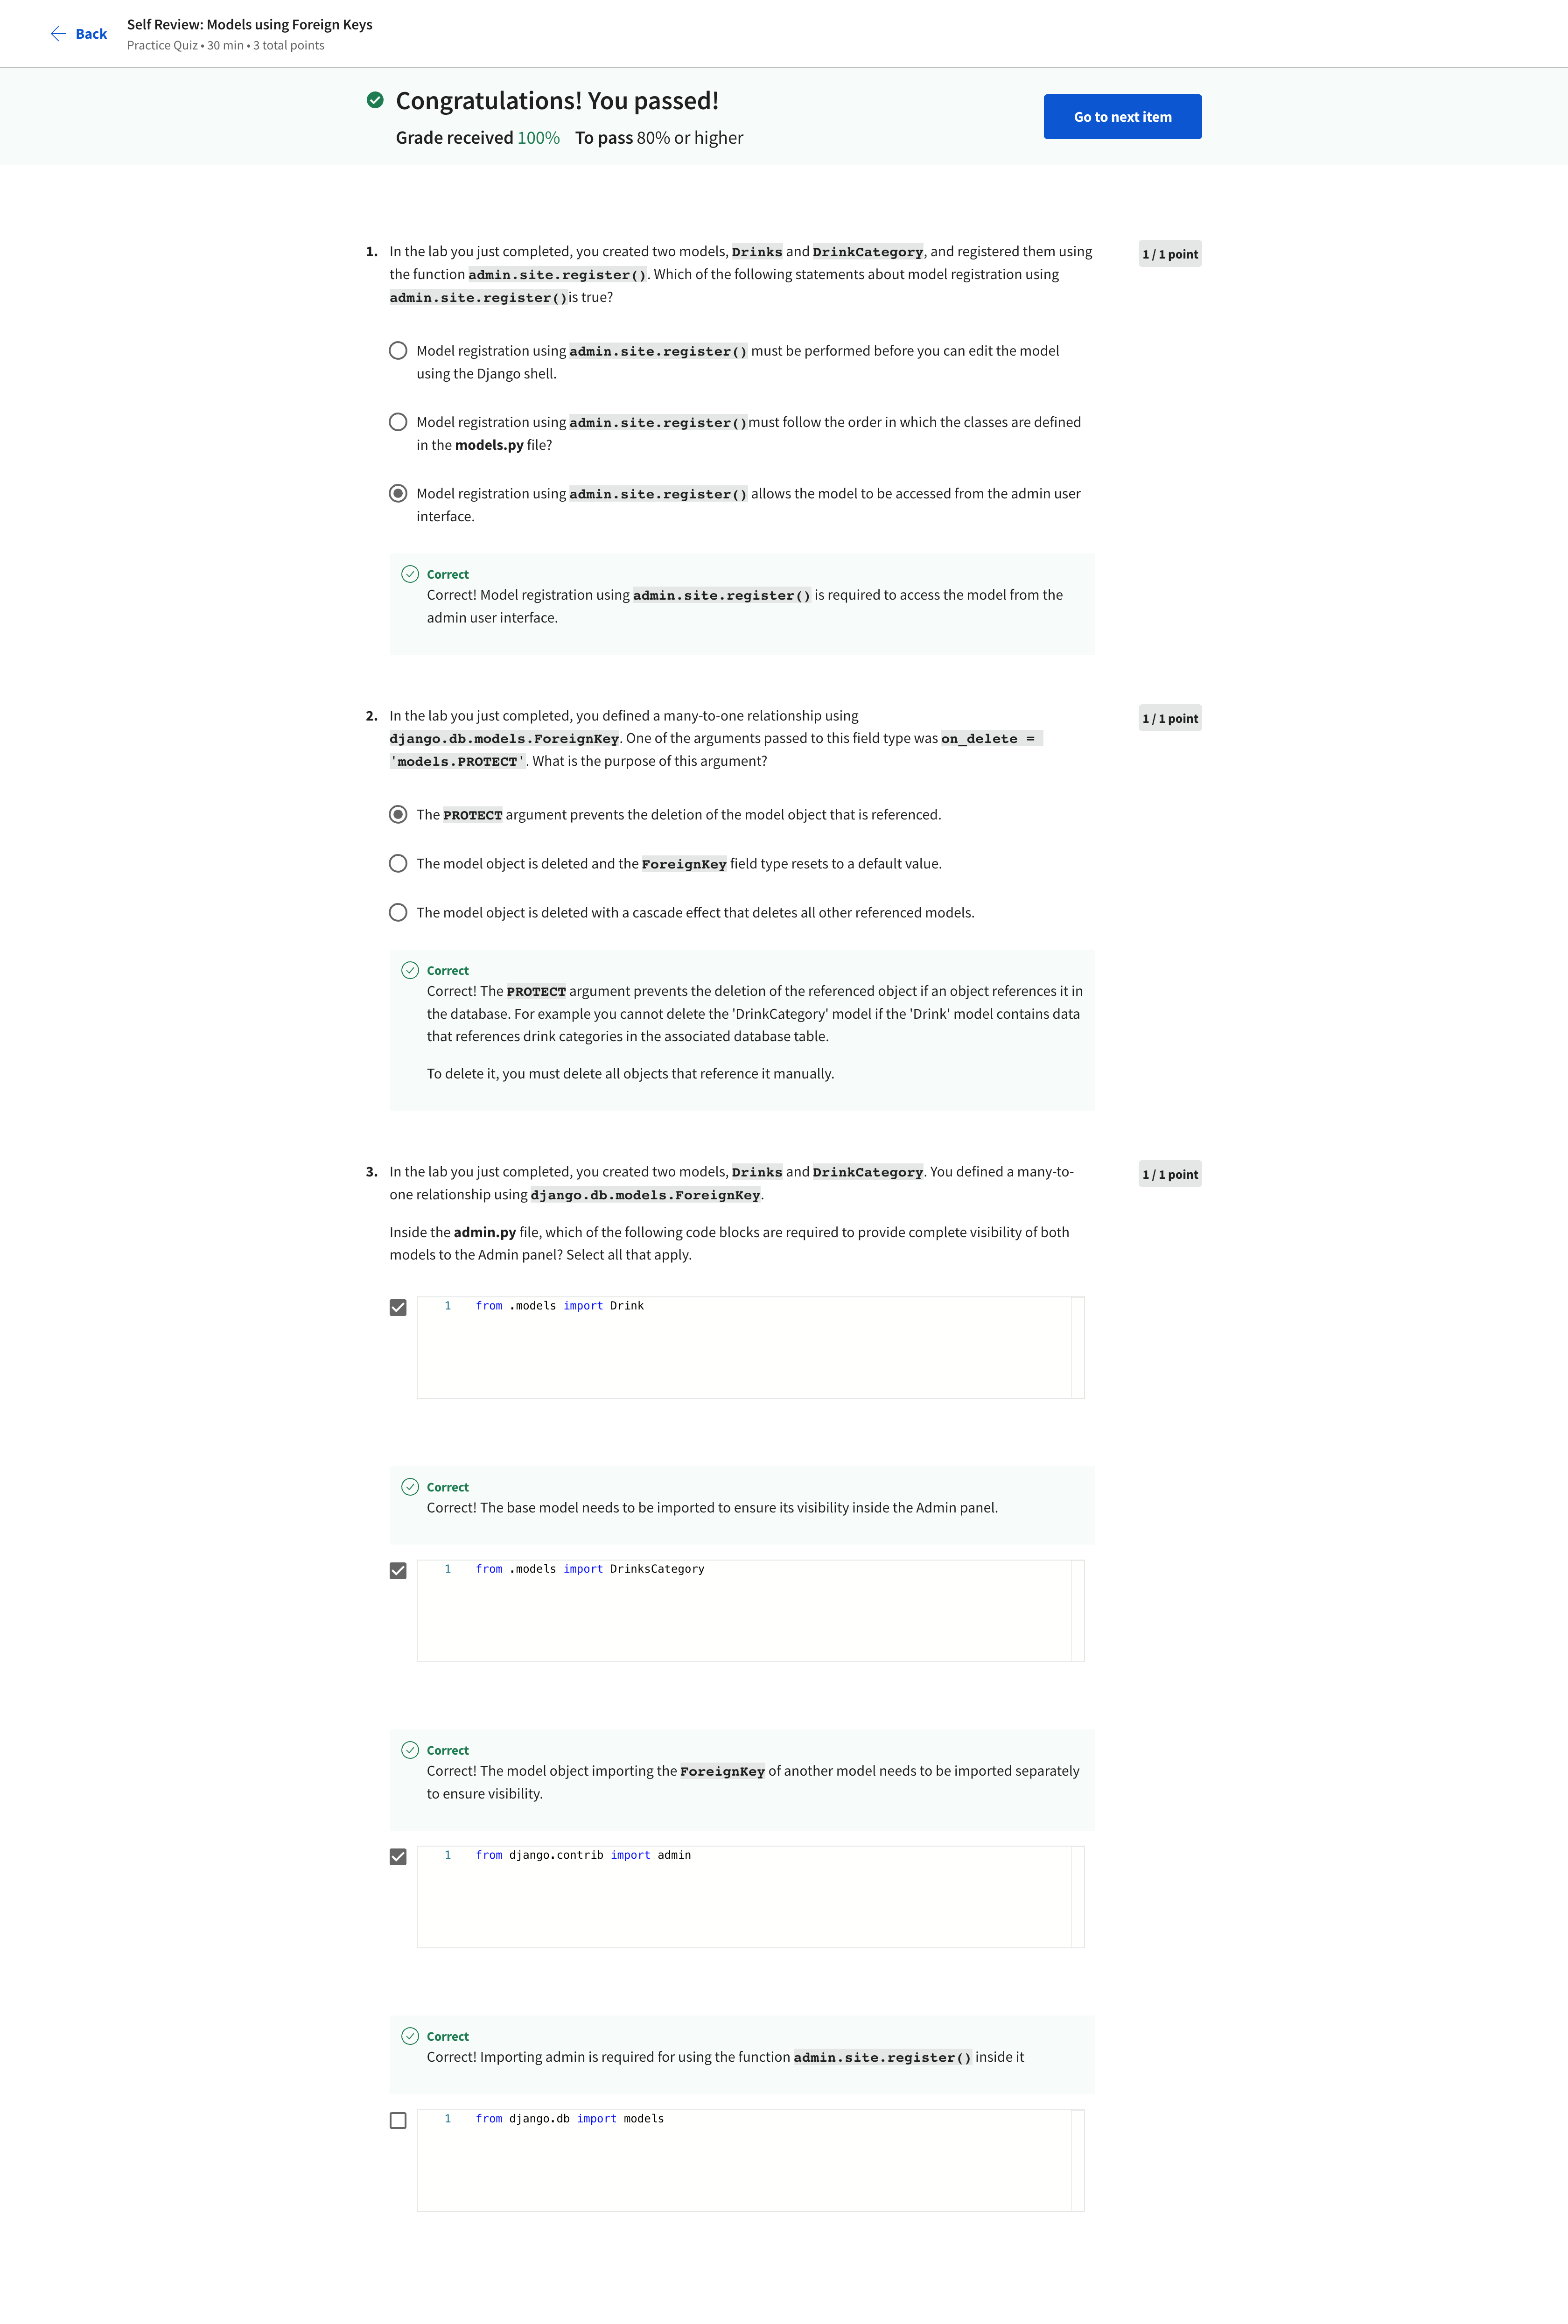 Back
Self Review: Models using Foreign Keys
Practice Quiz • 30 min • 3 total points
Congratulations! You passed!
Grade received 100% To pass 80% or higher
Go to next item
1. In the lab you just completed, you created two models, Drinks and DrinkCategory, and registered them using
the function admin.site.register(). Which of the following statements about model registration using
admin.site.register()is true?
1 / 1 point
Model registration using admin.site.register() must be performed before you can edit the model
using the Django shell.
Model registration using admin.site.register()must follow the order in which the classes are defined
in the models.py file?
Model registration using admin.site.register() allows the model to be accessed from the admin user
interface.
Correct
Correct! Model registration using admin.site.register() is required to access the model from the
admin user interface.
2. In the lab you just completed, you defined a many-to-one relationship using
django.db.models.ForeignKey. One of the arguments passed to this field type was on_delete =
'models.PROTECT'. What is the purpose of this argument?
1 / 1 point
The PROTECT argument prevents the deletion of the model object that is referenced.
The model object is deleted and the ForeignKey field type resets to a default value.
The model object is deleted with a cascade effect that deletes all other referenced models.
Correct
Correct! The PROTECT argument prevents the deletion of the referenced object if an object references it in
the database. For example you cannot delete the 'DrinkCategory' model if the 'Drink' model contains data
that references drink categories in the associated database table.
To delete it, you must delete all objects that reference it manually.
3. In the lab you just completed, you created two models, Drinks and DrinkCategory. You defined a many-to-
one relationship using django.db.models.ForeignKey.
1 / 1 point
Inside the admin.py file, which of the following code blocks are required to provide complete visibility of both
models to the Admin panel? Select all that apply.
1 from .models import Drink
Correct
Correct! The base model needs to be imported to ensure its visibility inside the Admin panel.
1 from .models import DrinksCategory
Correct
Correct! The model object importing the ForeignKey of another model needs to be imported separately
to ensure visibility.
1 from django.contrib import admin
Correct
Correct! Importing admin is required for using the function admin.site.register() inside it
1 from django.db import models